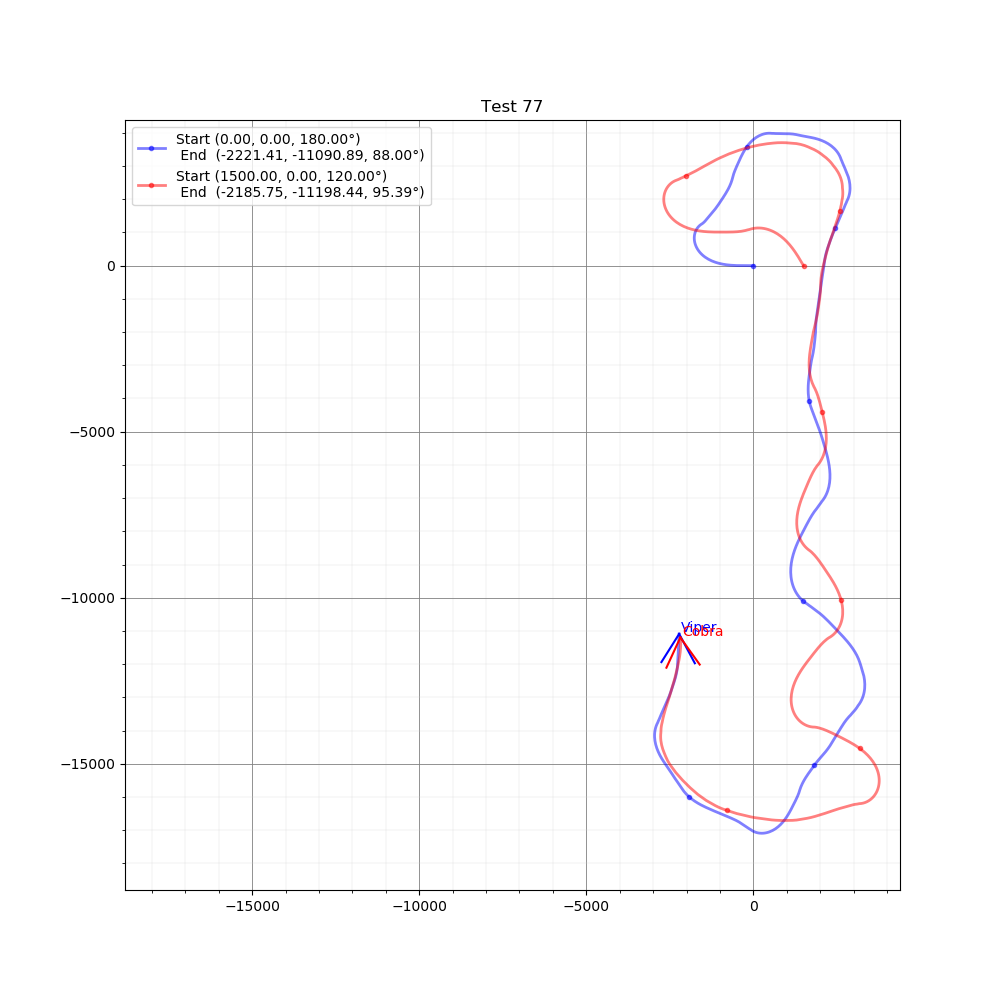 Test 77
Start (0.00, 0.00, 180.00°)
End  (-2221.41, -11090.89, 88.00°)
Start (1500.00, 0.00, 120.00°)
End  (-2185.75, -11198.44, 95.39°)
0
−5000
−10000
Viper
Cobra
−15000
−15000
−10000
−5000
0